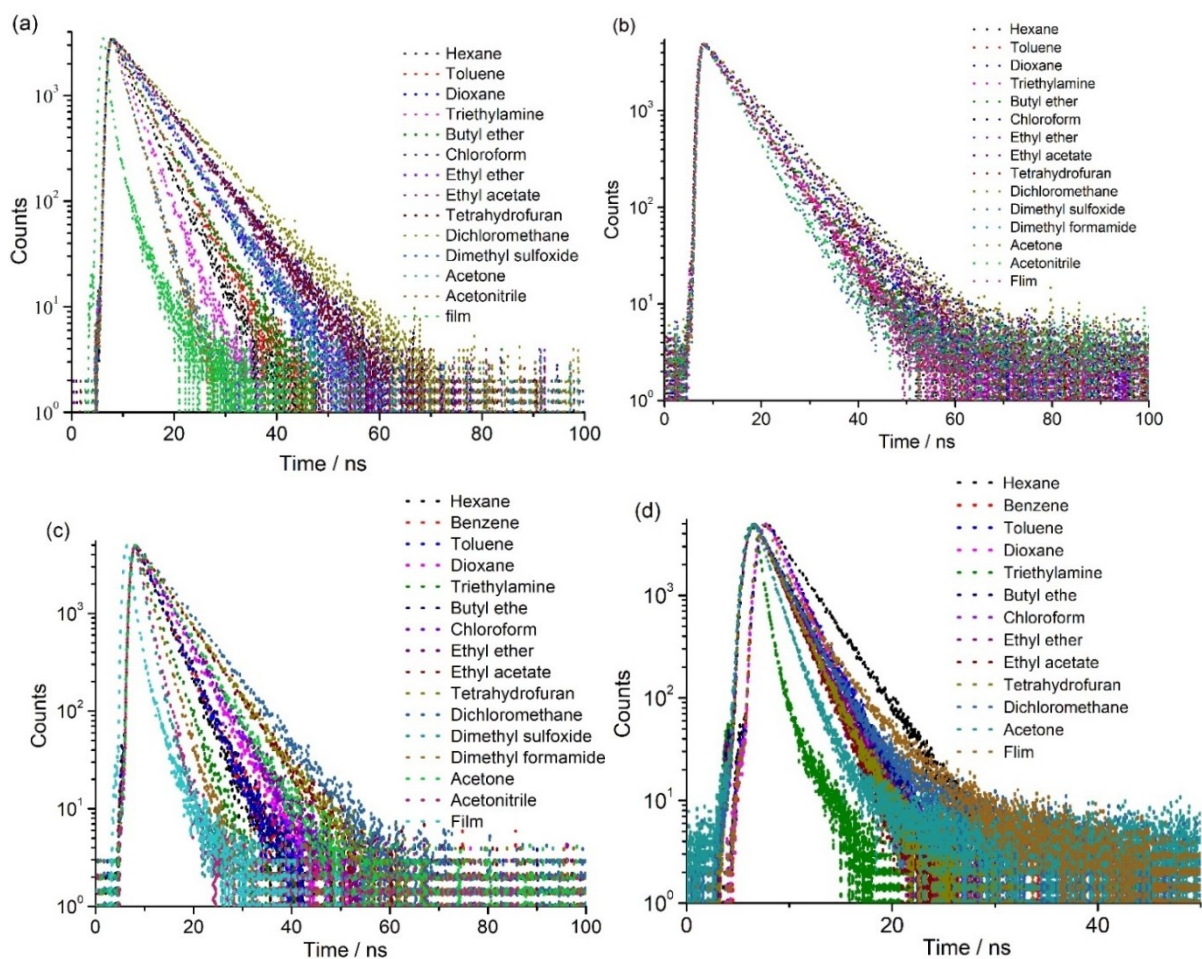 (a)
Counts
10³
10²
10¹
10⁰
0 20 40 60 80 100
Time / ns
Hexane
Toluene
Dioxane
Triethylamine
Butyl ether
Chloroform
Ethyl ether
Ethyl acetate
Tetrahydrofuran
Dichloromethane
Dimethyl sulfoxide
Acetone
Acetonitrile
film
(b)
Counts
10³
10²
10¹
10⁰
0 20 40 60 80 100
Time / ns
Hexane
Toluene
Dioxane
Triethylamine
Butyl ether
Chloroform
Ethyl ether
Ethyl acetate
Tetrahydrofuran
Dichloromethane
Dimethyl sulfoxide
Dimethyl formamide
Acetone
Acetonitrile
Flim
(c)
Counts
10³
10²
10¹
10⁰
0 20 40 60 80 100
Time / ns
Hexane
Benzene
Toluene
Dioxane
Triethylamine
Butyl ethe
Chloroform
Ethyl ether
Ethyl acetate
Tetrahydrofuran
Dichloromethane
Dimethyl sulfoxide
Dimethyl formamide
Acetone
Acetonitrile
Film
(d)
Counts
10³
10²
10¹
10⁰
0 20 40
Time / ns
Hexane
Benzene
Toluene
Dioxane
Triethylamine
Butyl ethe
Chloroform
Ethyl ether
Ethyl acetate
Tetrahydrofuran
Dichloromethane
Acetone
Flim